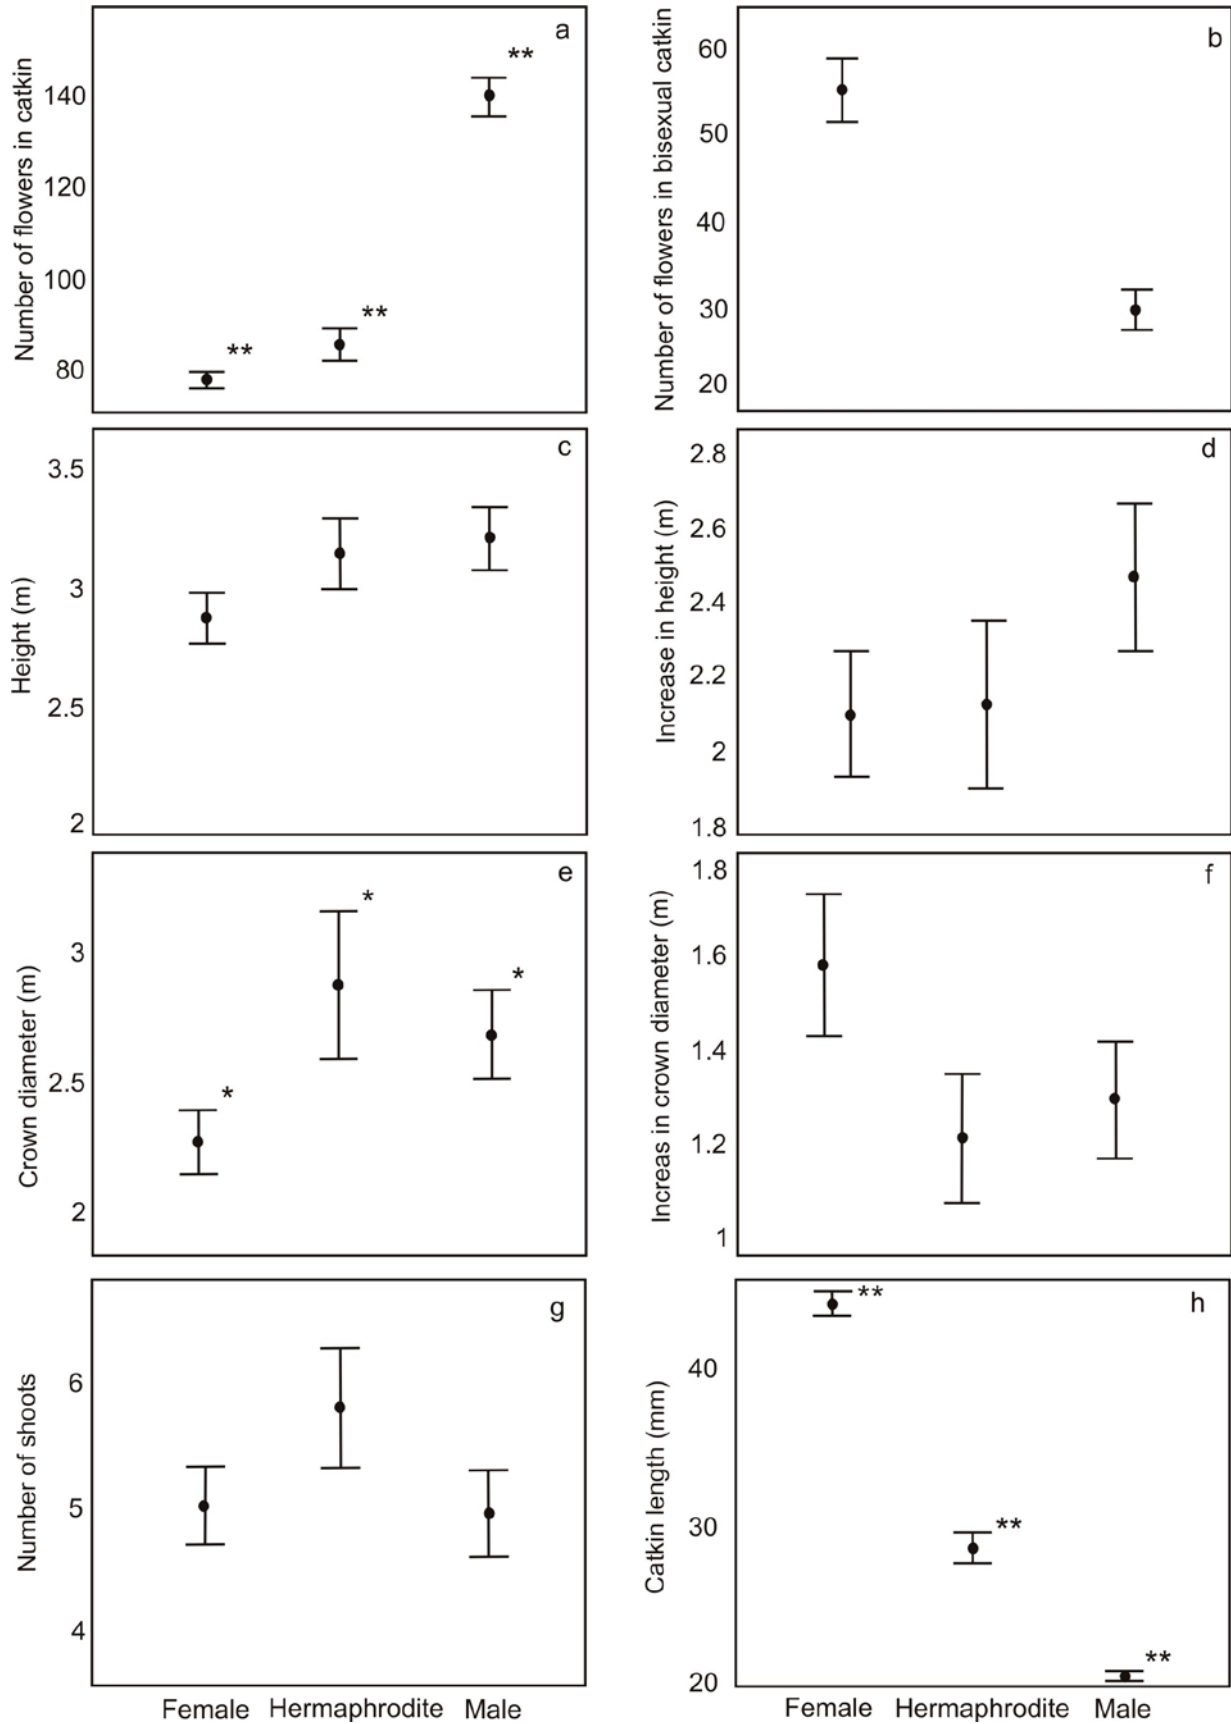 a
Number of flowers in catkin
140
120
100
80
**
**
**
b
Number of flowers in bisexual catkin
60
50
40
30
20
c
Height (m)
3.5
3
2.5
2
d
Increase in height (m)
2.8
2.6
2.4
2.2
2
1.8
e
Crown diameter (m)
3
2.5
2
*
*
*
f
Increas in crown diameter (m)
1.8
1.6
1.4
1.2
1
g
Number of shoots
6
5
4
Female Hermaphrodite Male
h
Catkin length (mm)
40
30
20
**
**
**
Female Hermaphrodite Male